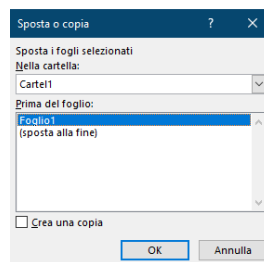 Sposta o copia ?
Sposta i fogli selezionati
Nella cartella:
Cartel1
Prima del foglio:
Foglio1
(sposta alla fine)
Crea una copia
OK Annulla